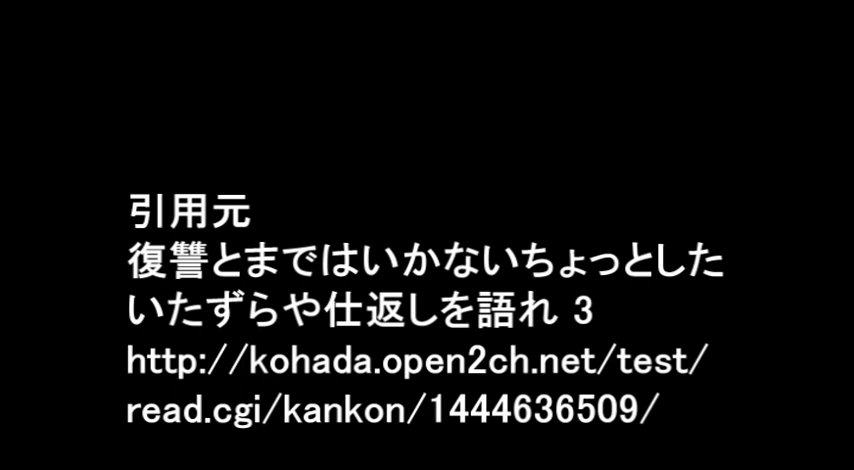 引用元
復讐とまではいかないちょっとした
いたずらや仕返しを語れ 3
http://kohada.open2ch.net/test/
read.cgi/kankon/1444636509/